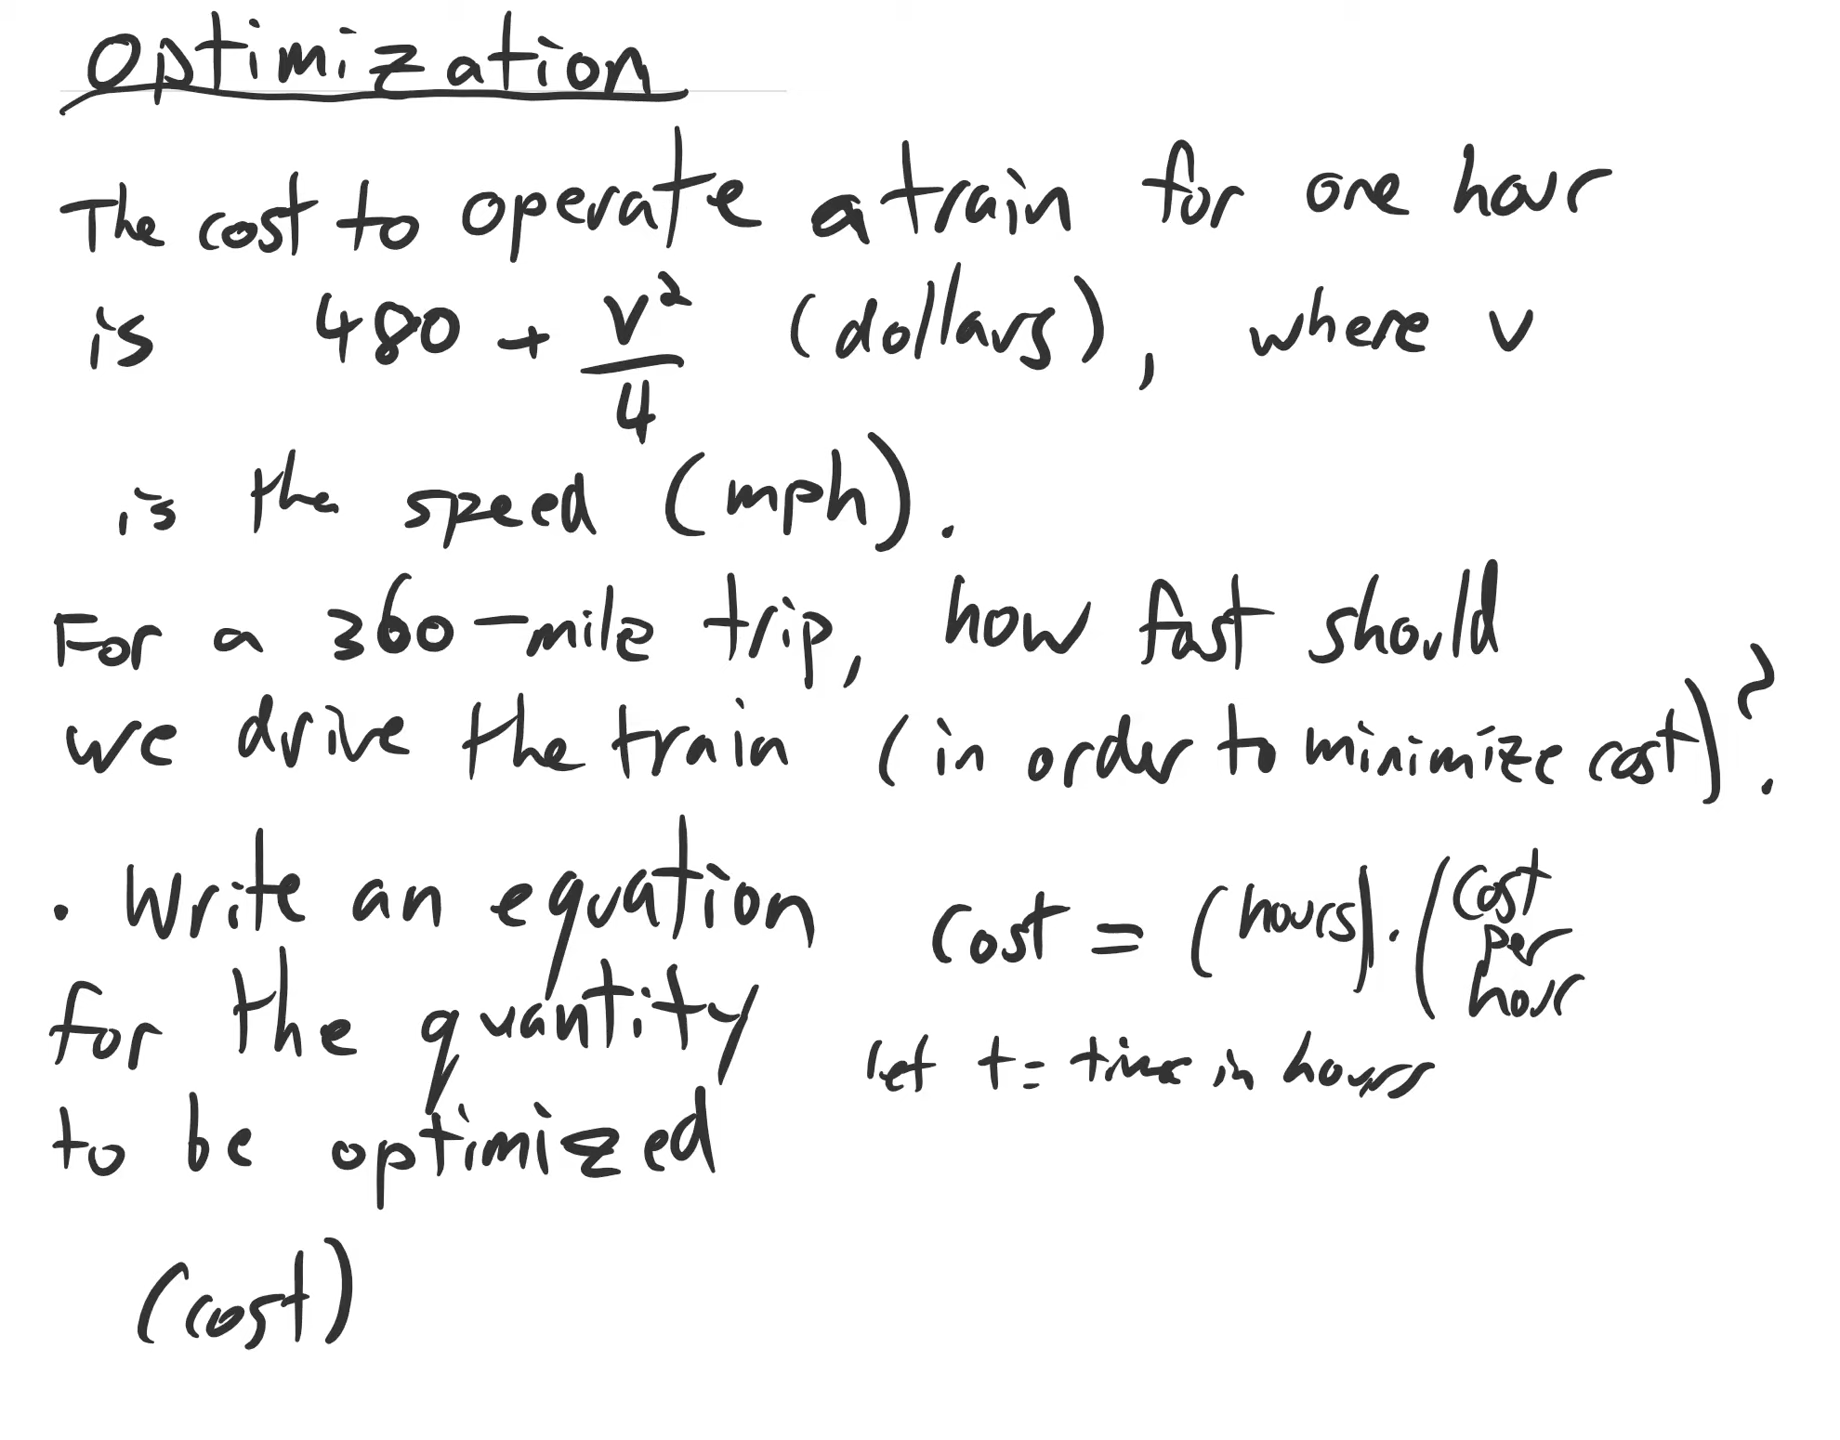 Optimization
The cost to operate a train for one hour
is 480 + v²/4 (dollars), where v
is the speed (mph).
For a 360-mile trip, how fast should
we drive the train (in order to minimize cost)?
. Write an equation
for the quantity
to be optimized
(cost)
cost = (hours) · (cost
per
hour
let t = time in hours